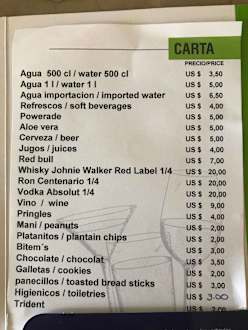 CARTA
PRECIO/PRICE
Agua 500 cl / water 500 cl US $ 3,50
Agua 1 l / water 1 l US $ 5,00
Agua importacion / imported water US $ 6,50
Refrescos / soft beverages US $ 4,00
Powerade US $ 5,00
Aloe vera US $ 5,00
Cerveza / beer US $ 5,00
Jugos / juices US $ 4,00
Red bull US $ 7,00
Whisky Johnie Walker Red Label 1/4 US $ 20,00
Ron Centenario 1/4 US $ 20,00
Vodka Absolut 1/4 US $ 20,00
Vino / wine US $ 9,00
Pringles US $ 4,00
Mani / peanuts US $ 2,00
Platanitos / plantain chips US $ 2,00
Bitem´s US $ 3,00
Chocolate / chocolat US $ 3,50
Galletas / cookies US $ 2,00
panecillos / toasted bread sticks US $ 3,00
Higienicos / toiletries US $ 3.00
Trident US $ 2,00